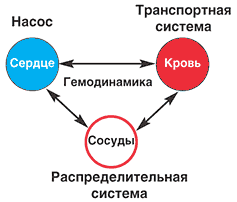 Насос
Транспортная
система
Сердце
Гемодинамика
Кровь
Сосуды
Распределительная
система